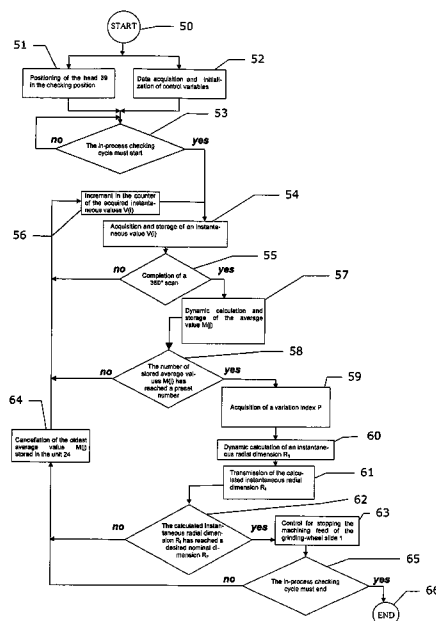 START
50
51
Positioning of the head 39
in the checking position
Data acquisition and initiali-
zation of control variables
52
53
no
yes
The in-process checking
cycle must start
Increment in the counter
of the acquired instanta-
neous values V(i)
54
Acquisition and storage of an instanta-
neous value V(i)
56
55
no
yes
Completion of a
360° scan
57
Dynamic calculation and
storage of the average
value M(j)
58
no
yes
The number of
stored average val-
ues M(j) has
reached a preset
number
59
Acquisition of a variation index P
64
Cancellation of the oldest
average value M(j)
stored in the unit 24
60
Dynamic calculation of an instantane-
ous radial dimension
61
Transmission of the calcu-
lated instantaneous radial
dimension
62
63
no
yes
The calculated instantane-
ous radial dimen-
sion has reached a
desired nominal di-
mension
Control for stopping the
machining feed of the
grinding-wheel slide 1
65
no
yes
The in-process checking
cycle must end
66
END